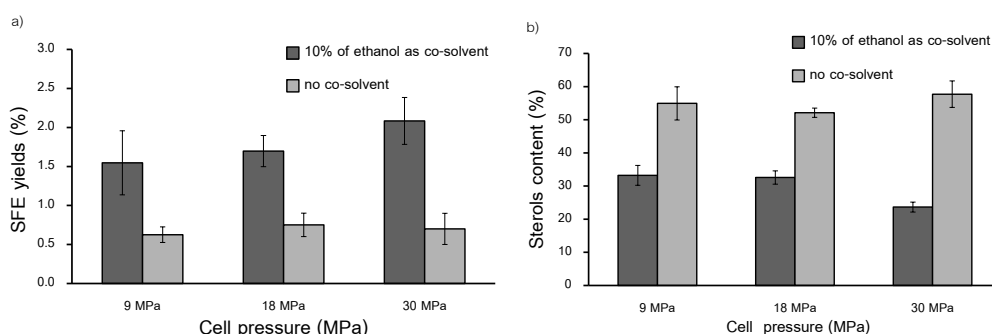 a)
3.0
2.5
2.0
1.5
1.0
0.5
0.0
SFE yields (%)
10% of ethanol as co-solvent
no co-solvent
9 MPa 18 MPa 30 MPa
Cell pressure (MPa)
b)
70
60
50
40
30
20
10
0
Sterols content (%)
10% of ethanol as co-solvent
no co-solvent
9 MPa 18 MPa 30 MPa
Cell pressure (MPa)